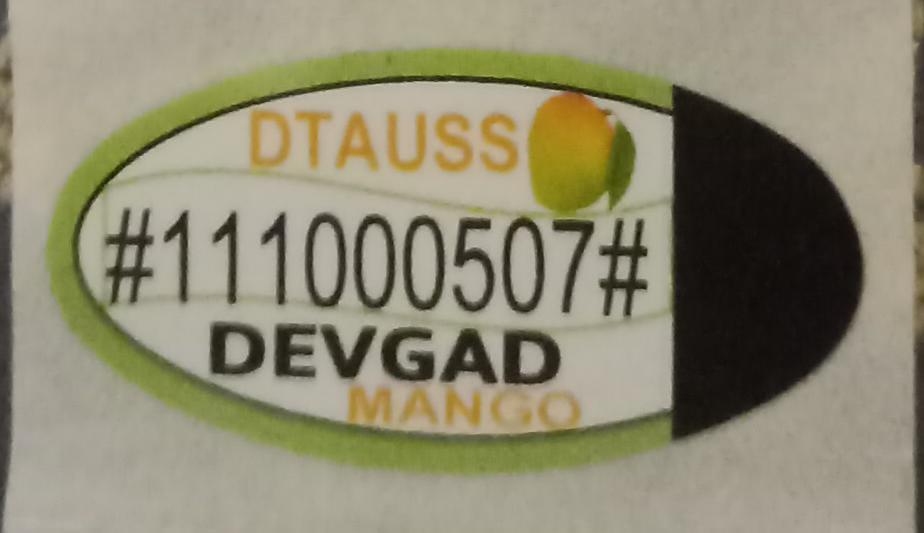 DTAUSS
#111000507#
DEVGAD
MANGO